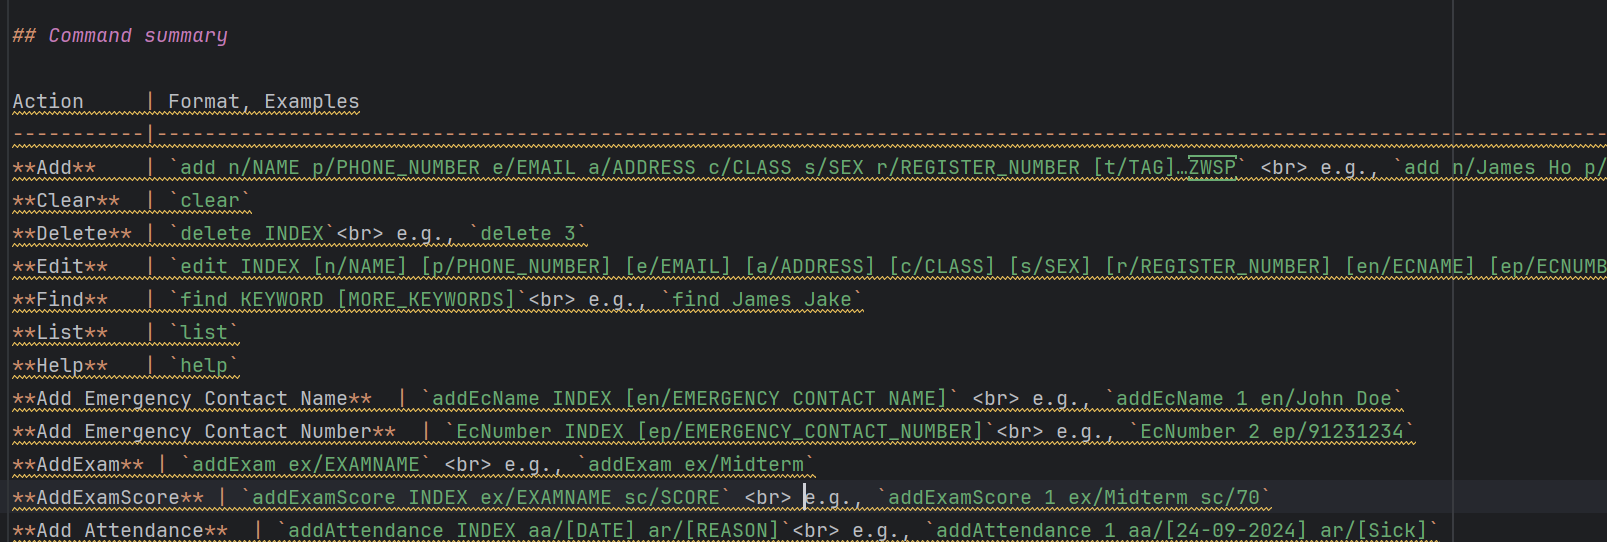 ## Command summary
Action | Format, Examples
-----------|--------------------------------------------------------------------------------------------------------------------------
**Add** | `add n/NAME p/PHONE_NUMBER e/EMAIL a/ADDRESS c/CLASS s/SEX r/REGISTER_NUMBER [t/TAG]…ZWSP` <br> e.g., `add n/James Ho p/
**Clear** | `clear`
**Delete** | `delete INDEX`<br> e.g., `delete 3`
**Edit** | `edit INDEX [n/NAME] [p/PHONE_NUMBER] [e/EMAIL] [a/ADDRESS] [c/CLASS] [s/SEX] [r/REGISTER_NUMBER] [en/ECNAME] [ep/ECNUMB
**Find** | `find KEYWORD [MORE_KEYWORDS]`<br> e.g., `find James Jake`
**List** | `list`
**Help** | `help`
**Add Emergency Contact Name** | `addEcName INDEX [en/EMERGENCY CONTACT NAME]` <br> e.g., `addEcName 1 en/John Doe`
**Add Emergency Contact Number** | `EcNumber INDEX [ep/EMERGENCY_CONTACT_NUMBER]`<br> e.g., `EcNumber 2 ep/91231234`
**AddExam** | `addExam ex/EXAMNAME` <br> e.g., `addExam ex/Midterm`
**AddExamScore** | `addExamScore INDEX ex/EXAMNAME sc/SCORE` <br> e.g., `addExamScore 1 ex/Midterm sc/70`
**Add Attendance** | `addAttendance INDEX aa/[DATE] ar/[REASON]`<br> e.g., `addAttendance 1 aa/[24-09-2024] ar/[Sick]`